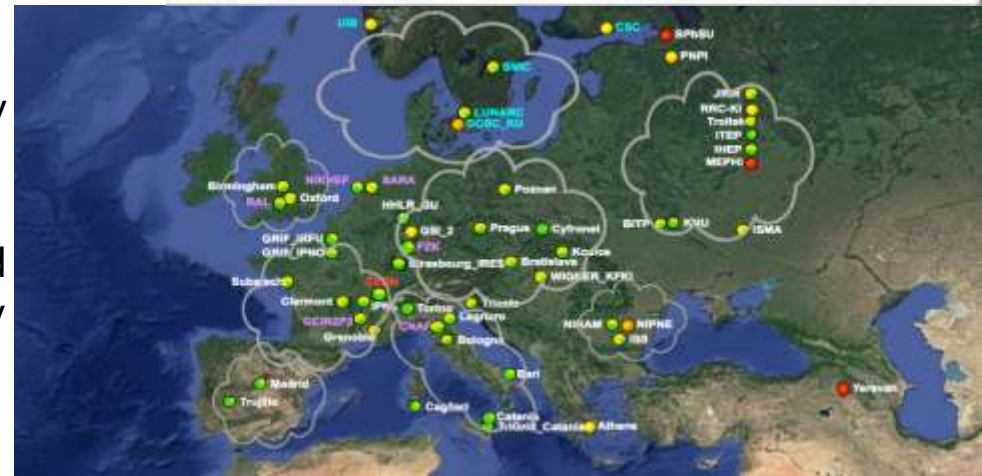 UIB
CSC
SPbSU
PNPI
SNIC
JINR
RRC-KI
Troitsk
ITEP
IHEP
MEPHI
LUNARC
DCSC_KU
Birmingham
NIKHEF
SARA
Poznan
RAL
Oxford
HHLR_GU
BITP
KNU
ISMA
GRIF_IRFU
GSI_2
Prague
Cyfronet
GRIF_IPNO
FZK
Kosice
Strasbourg_IRES
Bratislava
Subatech
CERN
WIGNER_KFKI
Clermont
Torino
Trieste
CCIN2P3
CNAF
Legnaro
NIHAM
NIPNE
Grenoble
Bologna
ISS
Madrid
Bari
Yerevan
Trujillo
Cagliari
Catania
Athens